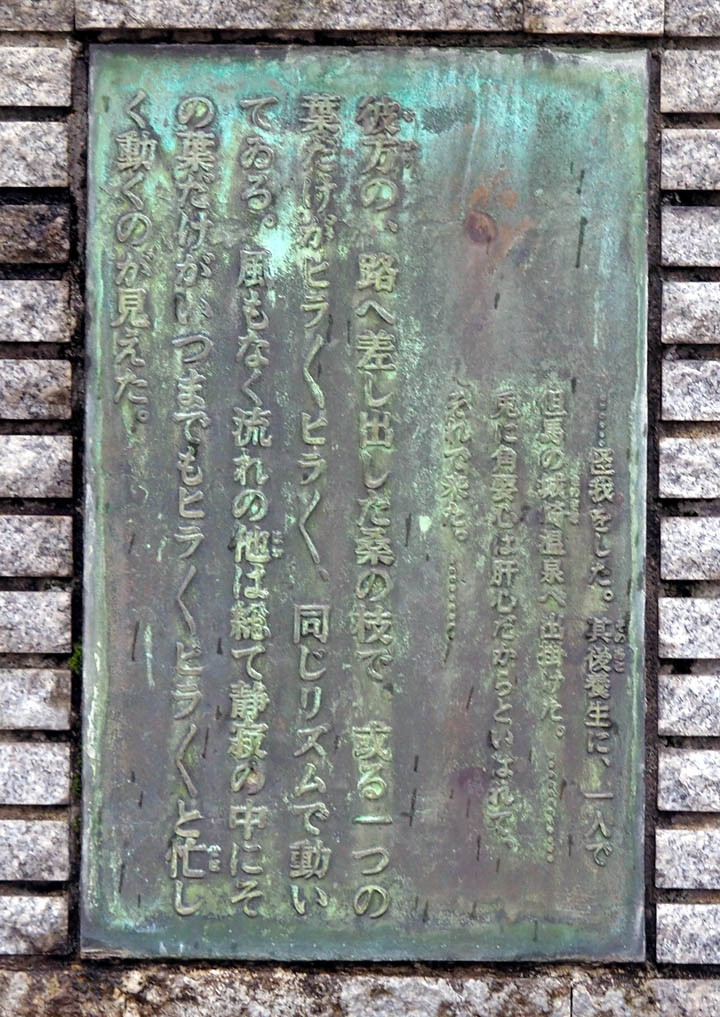 ……怪我をした。其後養生に、一人で
但馬の城崎温泉へ出掛けた。………
兎に角要心は肝心だからといはれて、
それで来た。………
彼方の、路へ差し出した桑の枝で、或る一つの
葉だけがヒラ〱ヒラ〱、同じリズムで動い
てゐる。風もなく流れの他は総て静寂の中にそ
の葉だけがいつまでもヒラ〱ヒラ〱と忙し
く動くのが見えた。